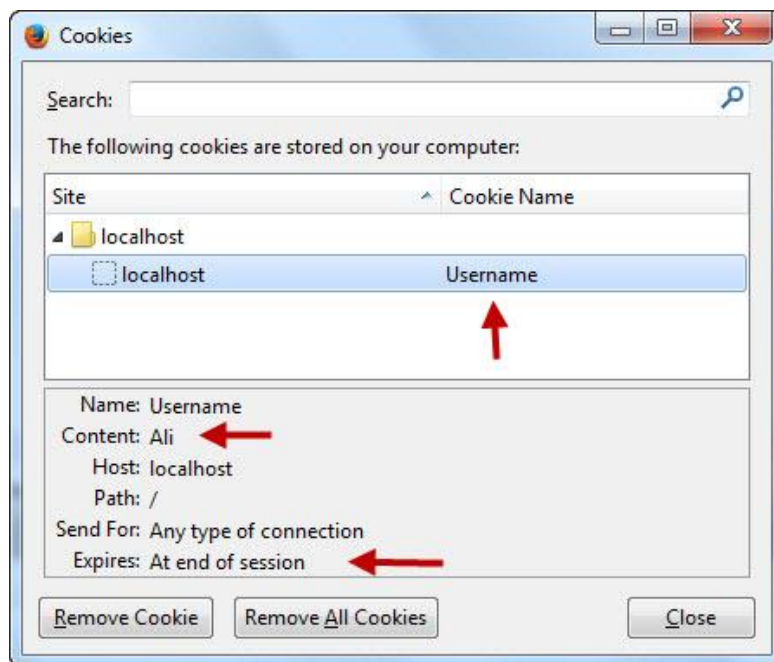 Cookies
Search:
The following cookies are stored on your computer:
Site Cookie Name
localhost
localhost Username
Name: Username
Content: Ali
Host: localhost
Path: /
Send For: Any type of connection
Expires: At end of session
Remove Cookie Remove All Cookies Close